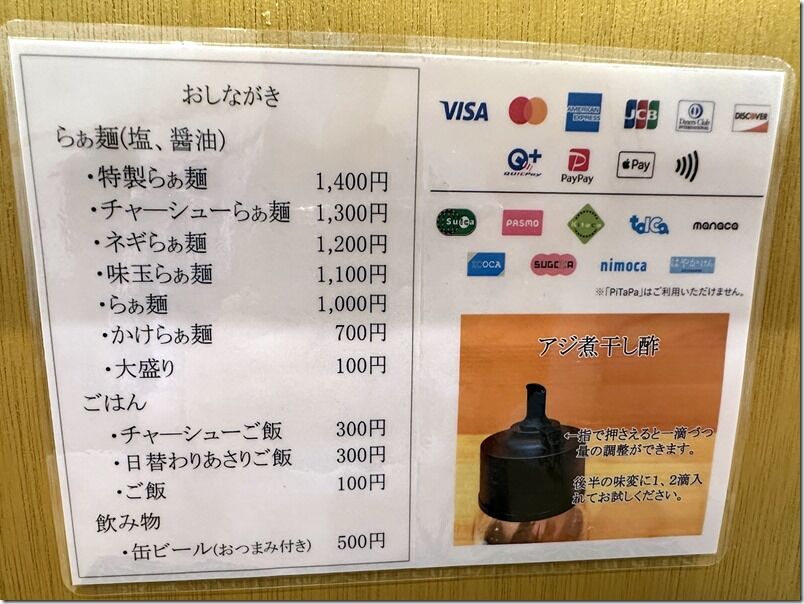 おしながき
らぁ麺(塩、醤油)
・特製らぁ麺 1,400円
・チャーシューらぁ麺 1,300円
・ネギらぁ麺 1,200円
・味玉らぁ麺 1,100円
・らぁ麺 1,000円
・かけらぁ麺 700円
・大盛り 100円
ごはん
・チャーシューご飯 300円
・日替わりあさりご飯 300円
・ご飯 100円
飲み物
・缶ビール(おつまみ付き) 500円
VISA AMERICAN EXPRESS JCB Diners Club INTERNATIONAL DISCOVER
QUICPay PayPay Pay
Suica PASMO Kitaca toica manaca
ICOCA SUGOCA nimoca はやかけん
※「PiTaPa」はご利用いただけません。
アジ煮干し酢
←指で押さえると一滴づつ
量の調整ができます。
後半の味変に1、2滴入
れてお試しください。